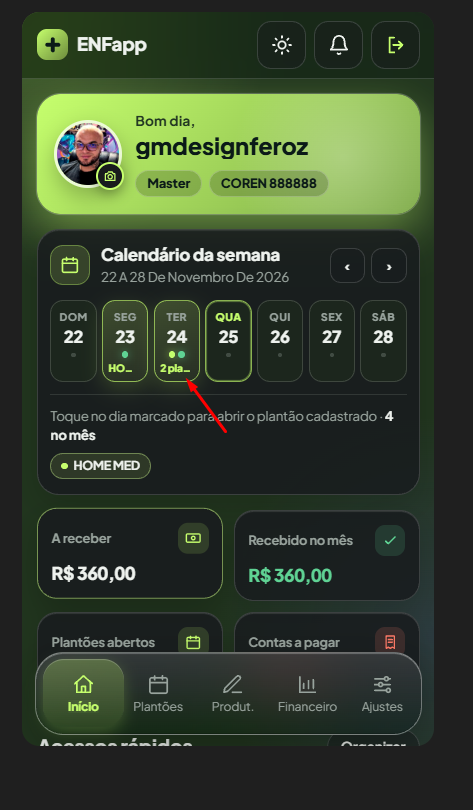 ENFapp
Bom dia,
gmdesignferoz
Master
COREN 888888
Calendário da semana
22 A 28 De Novembro De 2026
‹
›
DOM
22
SEG
23
HO...
TER
24
2 pla...
QUA
25
QUI
26
SEX
27
SÁB
28
Toque no dia marcado para abrir o plantão cadastrado · 4
no mês
HOME MED
A receber
R$ 360,00
Recebido no mês
R$ 360,00
Plantões abertos
Contas a pagar
Início
Plantões
Produt.
Financeiro
Ajustes
Acessos rápidos
Organizar